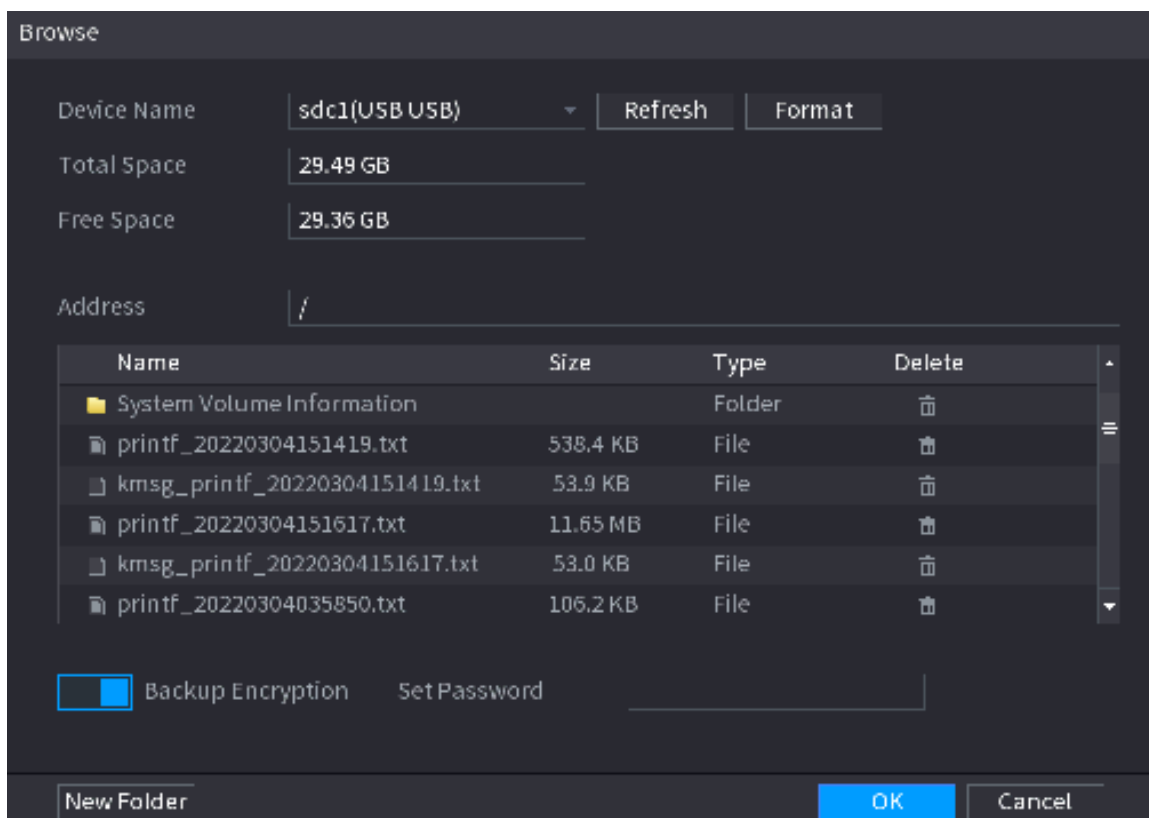 Browse
Device Name sdc1(USB USB) Refresh Format
Total Space 29.49 GB
Free Space 29.36 GB
Address /
Name Size Type Delete
System Volume Information Folder
printf_20220304151419.txt 538.4 KB File
kmsg_printf_20220304151419.txt 53.9 KB File
printf_20220304151617.txt 11.65 MB File
kmsg_printf_20220304151617.txt 53.0 KB File
printf_20220304035850.txt 106.2 KB File
Backup Encryption Set Password
New Folder OK Cancel